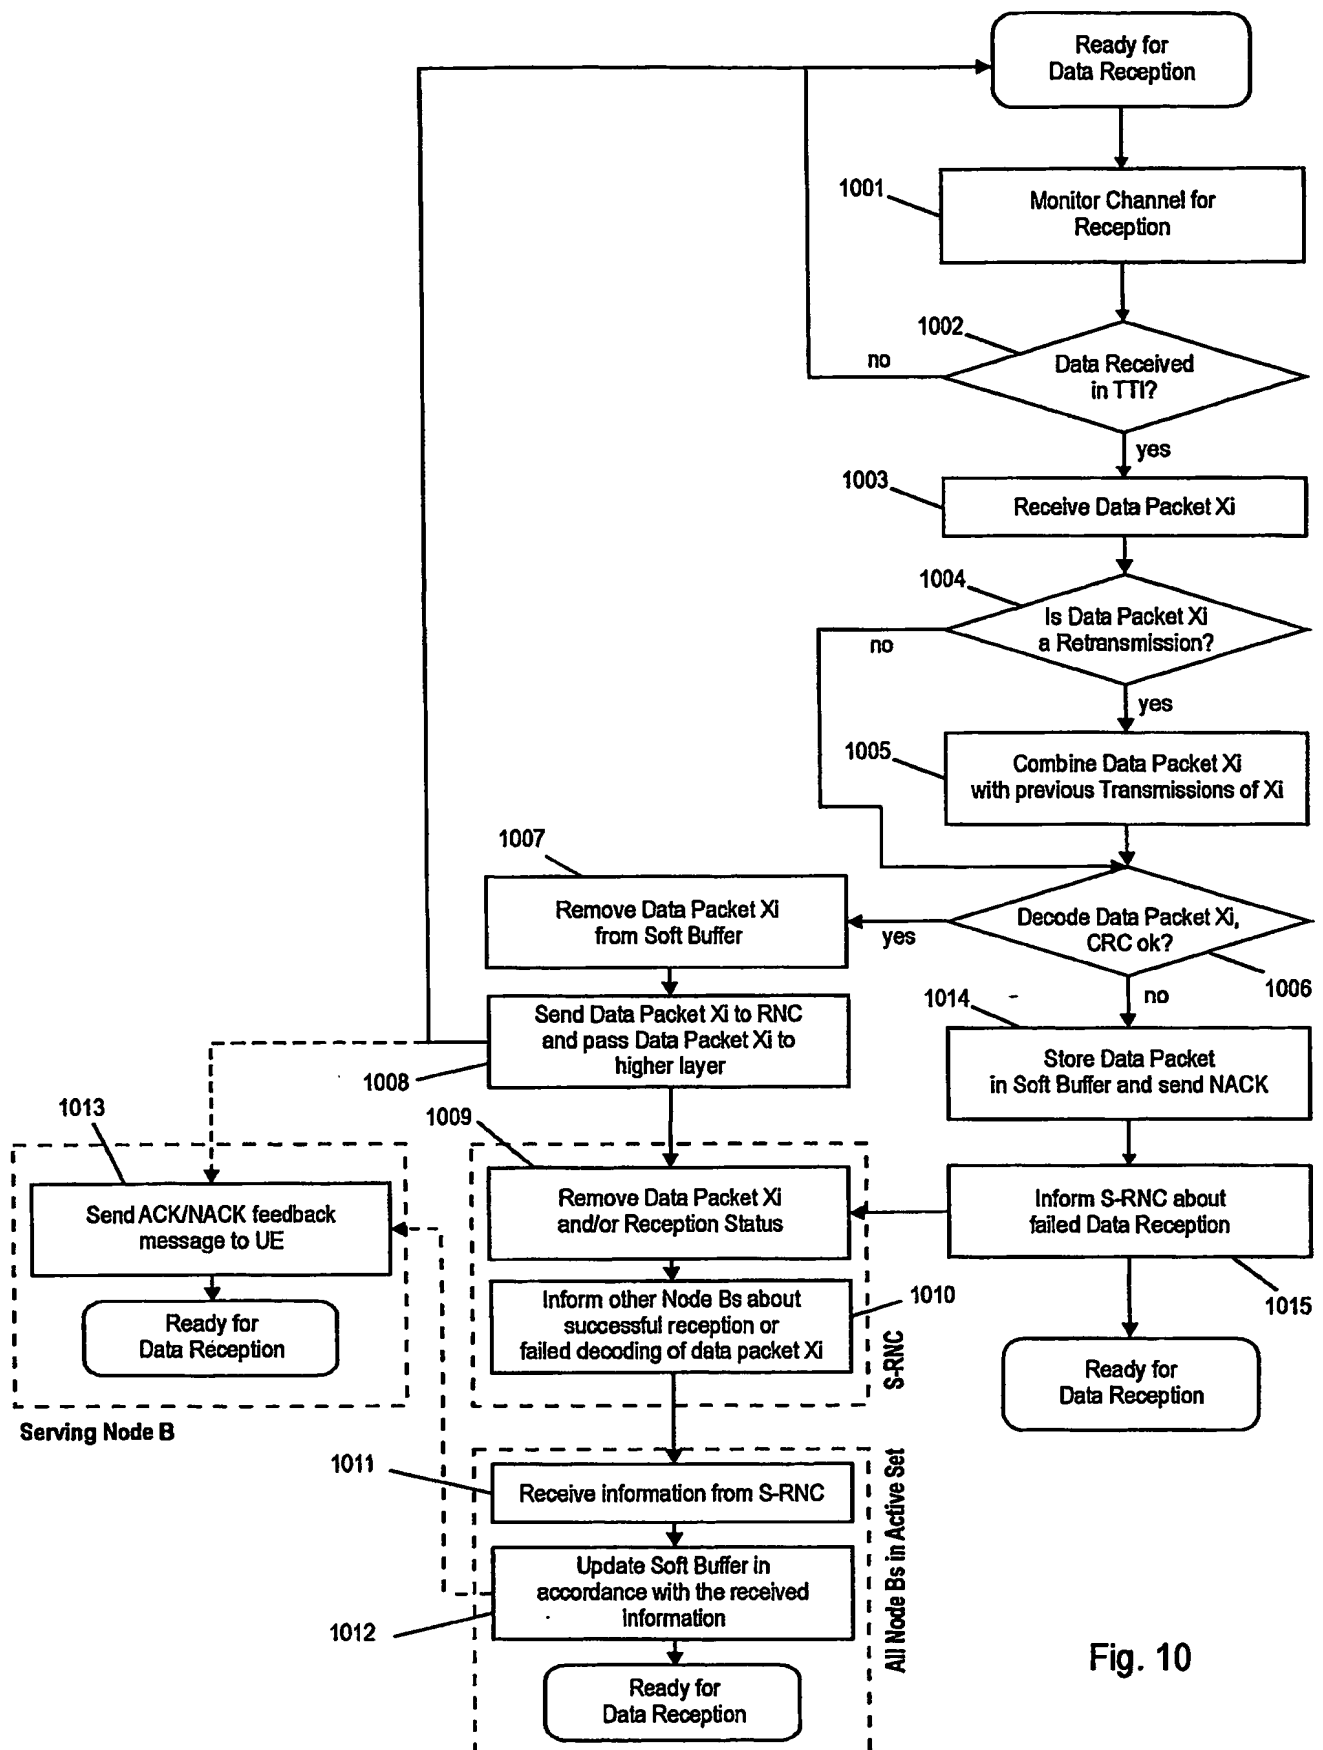 Ready for
Data Reception
1001
Monitor Channel for
Reception
1002
Data Received
in TTI?
no
yes
1003
Receive Data Packet Xi
1004
Is Data Packet Xi
a Retransmission?
no
yes
1005
Combine Data Packet Xi
with previous Transmissions of Xi
1007
Remove Data Packet Xi
from Soft Buffer
yes
Decode Data Packet Xi,
CRC ok?
1006
no
1008
Send Data Packet Xi to RNC
and pass Data Packet Xi to
higher layer
1014
Store Data Packet
in Soft Buffer and send NACK
1013
Send ACK/NACK feedback
message to UE
Ready for
Data Reception
Serving Node B
1009
Remove Data Packet Xi
and/or Reception Status
Inform other Node Bs about
successful reception or
failed decoding of data packet Xi
1010
S-RNC
Inform S-RNC about
failed Data Reception
1015
Ready for
Data Reception
1011
Receive information from S-RNC
Update Soft Buffer in
accordance with the received
information
1012
Ready for
Data Reception
All Node Bs in Active Set
Fig. 10